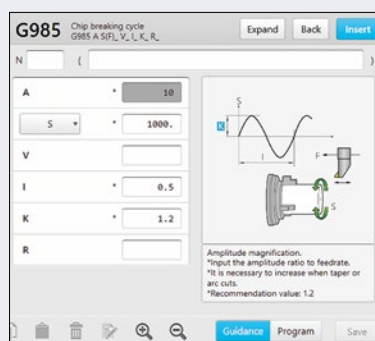 G985
Chip breaking cycle
G985 A S(F)_ V_ I_ K_ R_
Expand
Back
Insert
N
(
)
A * 10
S * 1000.
V
I * 0.5
K * 1.2
R
S
K
I
F
S
Amplitude magnification.
*Input the amplitude ratio to feedrate.
*It is necessary to increase when taper or
arc cuts.
*Recommendation value: 1.2
Guidance
Program
Save